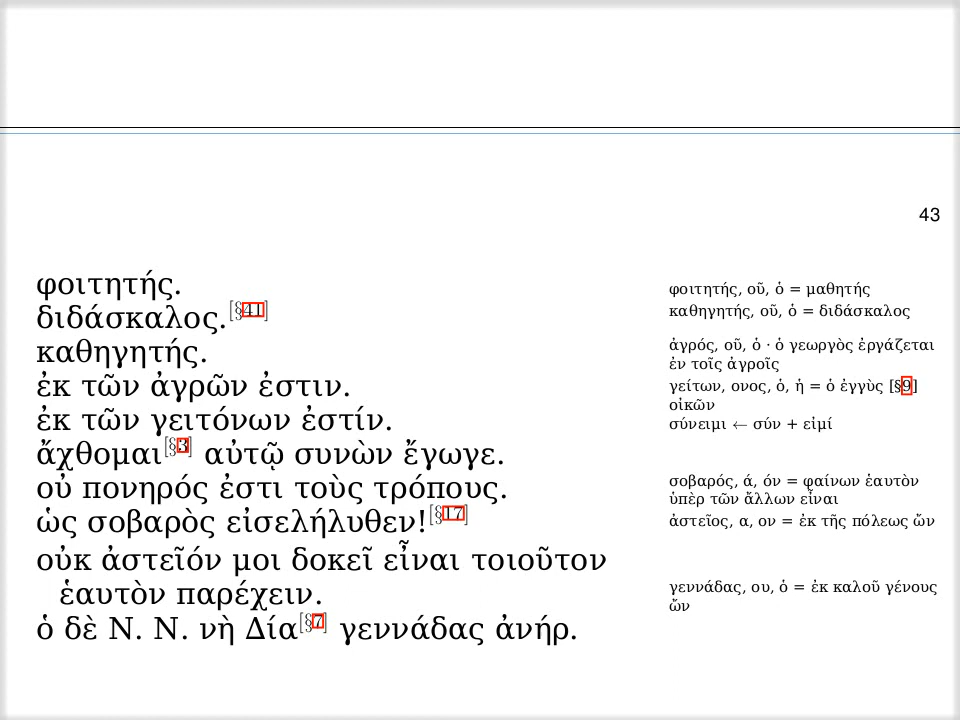 43
φοιτητής.
διδάσκαλος.[§41]
καθηγητής.
ἐκ τῶν ἀγρῶν ἐστιν.
ἐκ τῶν γειτόνων ἐστίν.
ἄχθομαι[§3] αὐτῷ συνὼν ἔγωγε.
οὐ πονηρός ἐστι τοὺς τρόπους.
ὡς σοβαρὸς εἰσελήλυθεν![§17]
οὐκ ἀστεῖόν μοι δοκεῖ εἶναι τοιοῦτον
ἑαυτὸν παρέχειν.
ὁ δὲ Ν. Ν. νὴ Δία[§7] γεννάδας ἀνήρ.
φοιτητής, οῦ, ὁ = μαθητής
καθηγητής, οῦ, ὁ = διδάσκαλος
ἀγρός, οῦ, ὁ · ὁ γεωργὸς ἐργάζεται
ἐν τοῖς ἀγροῖς
γείτων, ονος, ὁ, ἡ = ὁ ἐγγὺς [§9]
οἰκῶν
σύνειμι ← σύν + εἰμί
σοβαρός, ά, όν = φαίνων ἑαυτὸν
ὑπὲρ τῶν ἄλλων εἶναι
ἀστεῖος, α, ον = ἐκ τῆς πόλεως ὤν
γεννάδας, ου, ὁ = ἐκ καλοῦ γένους
ὤν